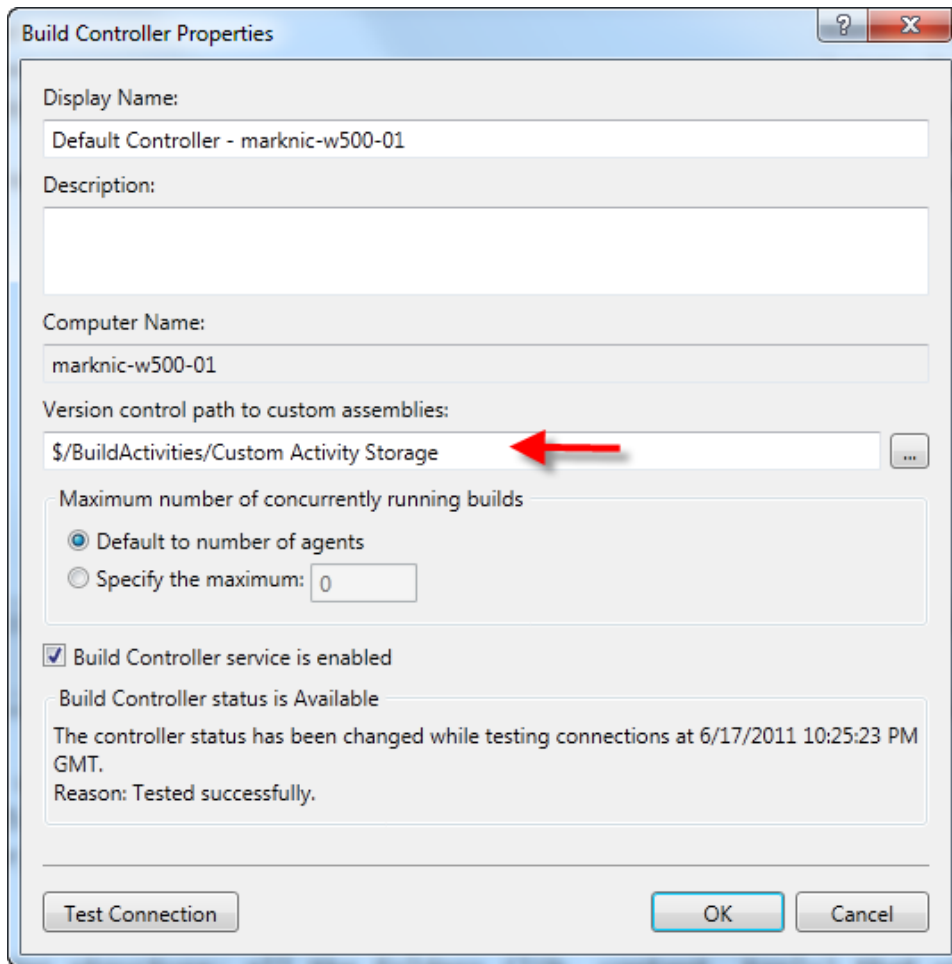 Build Controller Properties
Display Name:
Default Controller - marknic-w500-01
Description:
Computer Name:
marknic-w500-01
Version control path to custom assemblies:
$/BuildActivities/Custom Activity Storage
...
Maximum number of concurrently running builds
Default to number of agents
Specify the maximum: 0
Build Controller service is enabled
Build Controller status is Available
The controller status has been changed while testing connections at 6/17/2011 10:25:23 PM
GMT.
Reason: Tested successfully.
Test Connection OK Cancel